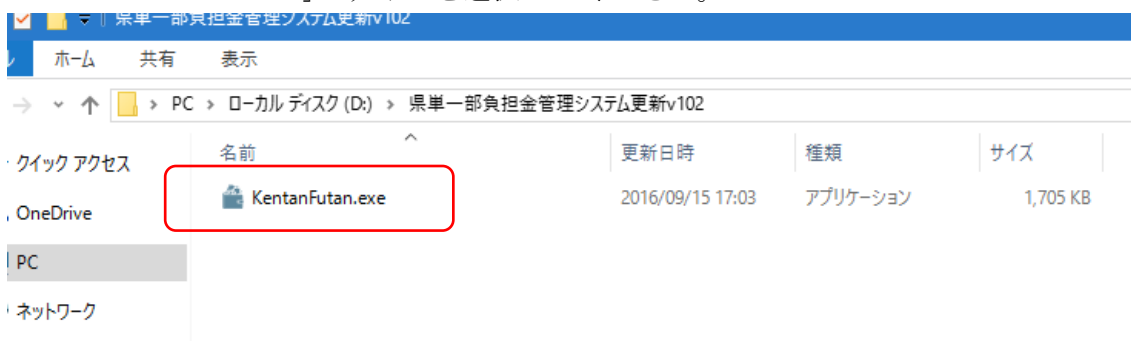 県単一部負担金管理システム更新v102
ホーム 共有 表示
PC › ローカル ディスク (D:) › 県単一部負担金管理システム更新v102
名前 更新日時 種類 サイズ
クイック アクセス
KentanFutan.exe 2016/09/15 17:03 アプリケーション 1,705 KB
OneDrive
PC
ネットワーク